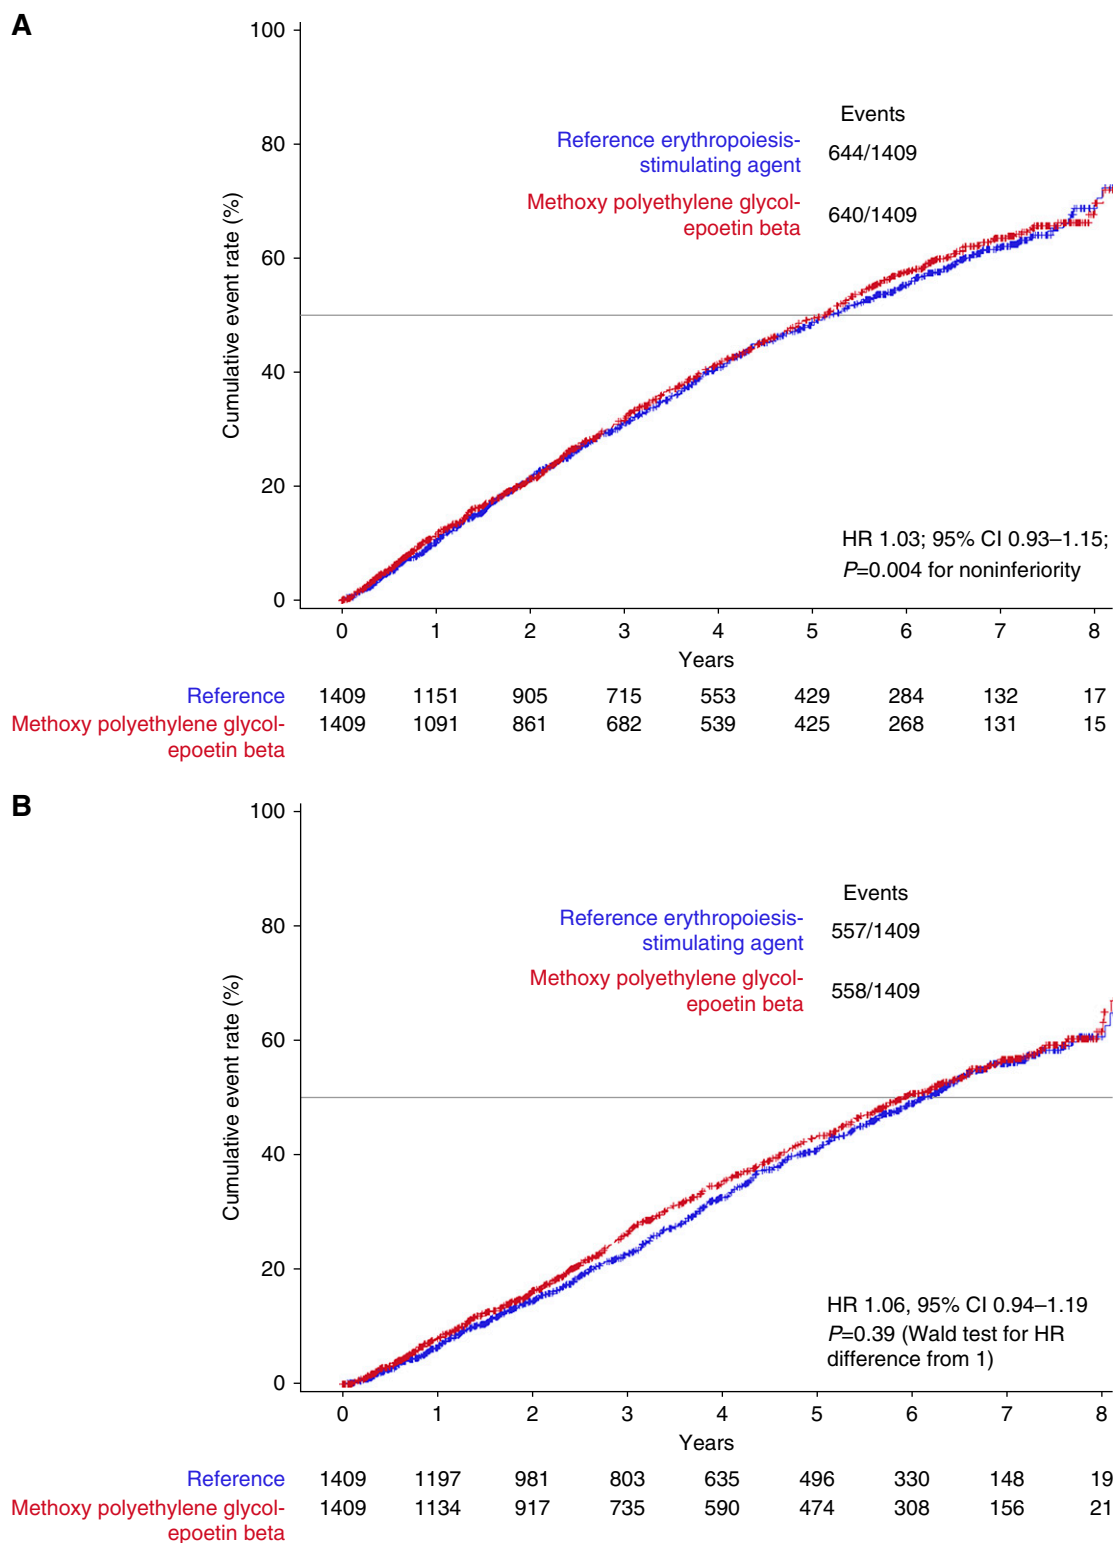 A
100
80
60
40
20
0
Cumulative event rate (%)
Events
Reference erythropoiesis-
stimulating agent
644/1409
Methoxy polyethylene glycol-
epoetin beta
640/1409
HR 1.03; 95% CI 0.93–1.15;
P=0.004 for noninferiority
0 1 2 3 4 5 6 7 8
Years
Reference 1409 1151 905 715 553 429 284 132 17
Methoxy polyethylene glycol- 1409 1091 861 682 539 425 268 131 15
epoetin beta
B
100
80
60
40
20
0
Cumulative event rate (%)
Events
Reference erythropoiesis-
stimulating agent
557/1409
Methoxy polyethylene glycol-
epoetin beta
558/1409
HR 1.06, 95% CI 0.94–1.19
P=0.39 (Wald test for HR
difference from 1)
0 1 2 3 4 5 6 7 8
Years
Reference 1409 1197 981 803 635 496 330 148 19
Methoxy polyethylene glycol- 1409 1134 917 735 590 474 308 156 21
epoetin beta